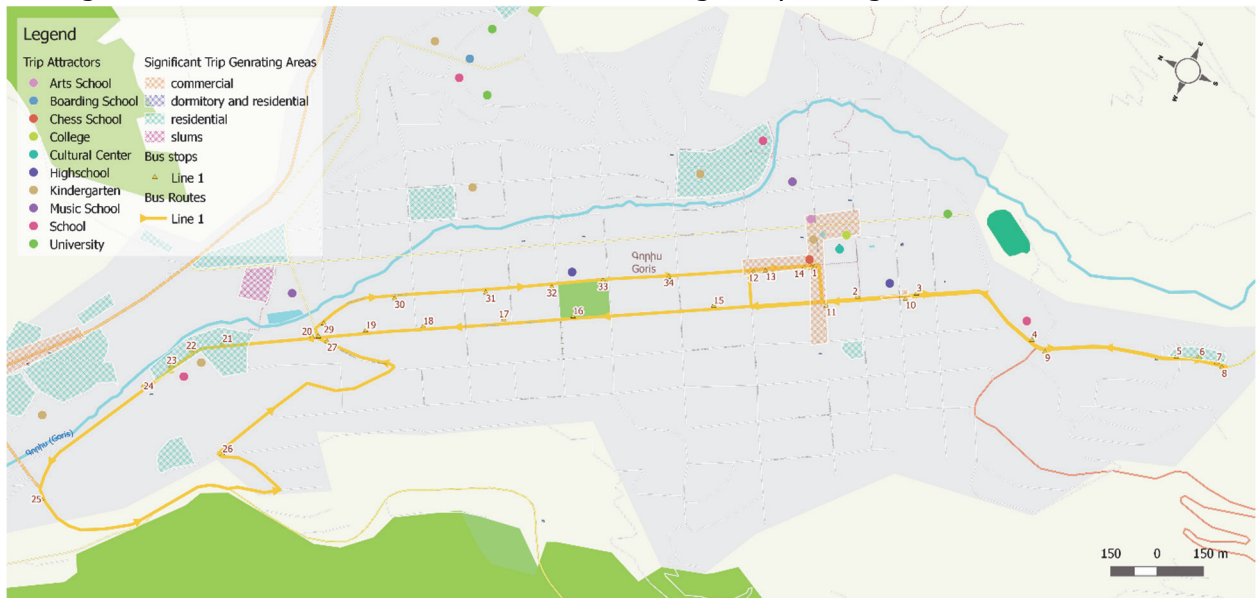 Legend
Trip Attractors
Arts School
Boarding School
Chess School
College
Cultural Center
Highschool
Kindergarten
Music School
School
University
Significant Trip Genrating Areas
commercial
dormitory and residential
residential
slums
Bus stops
Line 1
Bus Routes
Line 1
N
E
S
W
Գորիս
Goris
34
33
32
31
30
12
13
14
1
2
3
11
10
15
16
17
18
19
20
29
27
21
22
23
24
25
26
4
9
5
6
7
8
(Goris)
150
0
150 m